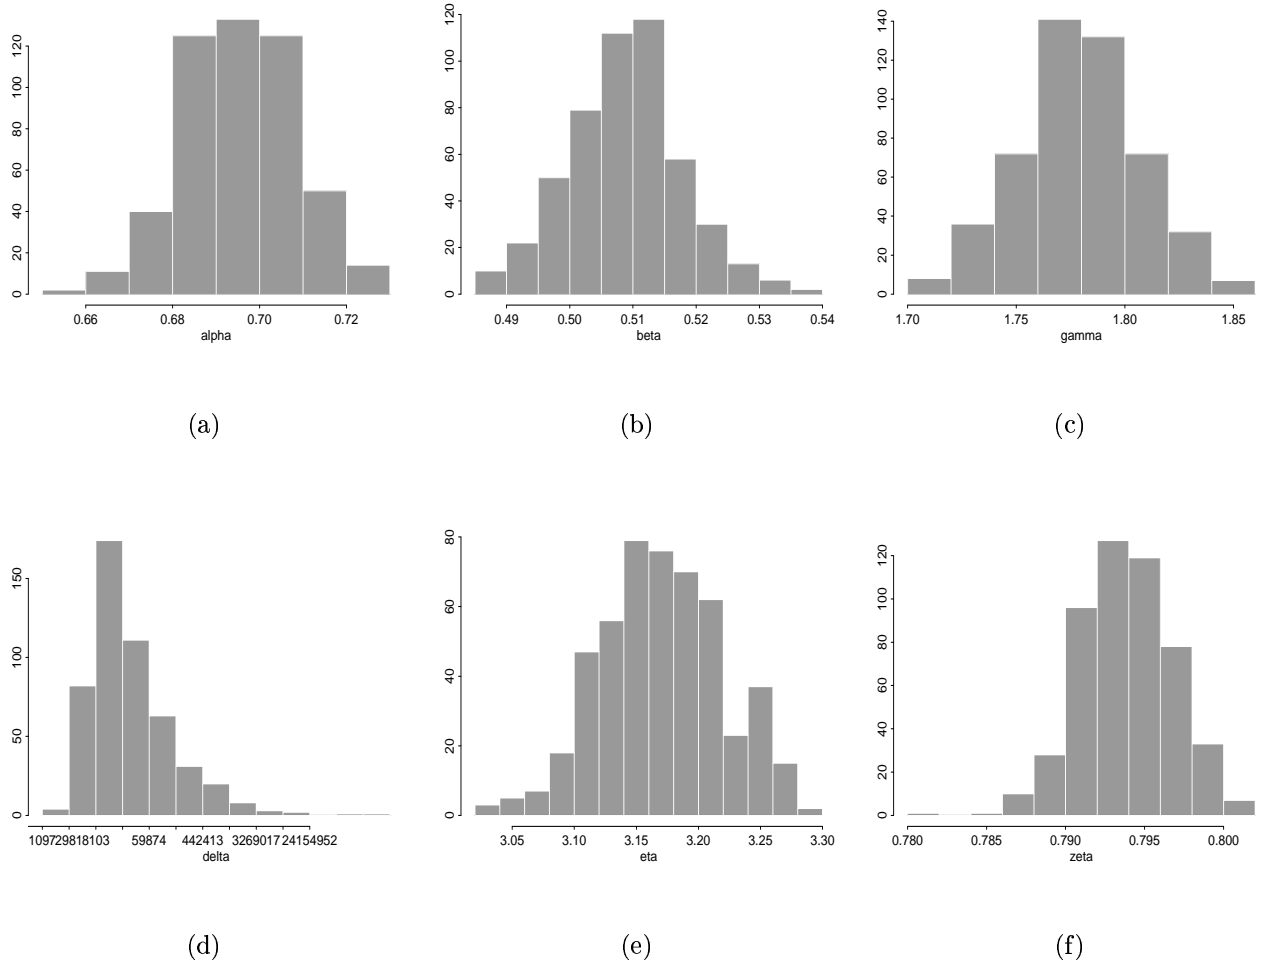 0 20 40 60 80 100 120
0.66 0.68 0.70 0.72
alpha
0 20 40 60 80 100 120
0.49 0.50 0.51 0.52 0.53 0.54
beta
0 20 40 60 80 100 120 140
1.70 1.75 1.80 1.85
gamma
(a) (b) (c)
0 50 100 150
1097 2981 8103 59874 442413 3269017 24154952
delta
0 20 40 60 80
3.05 3.10 3.15 3.20 3.25 3.30
eta
0 20 40 60 80 100 120
0.780 0.785 0.790 0.795 0.800
zeta
(d) (e) (f)